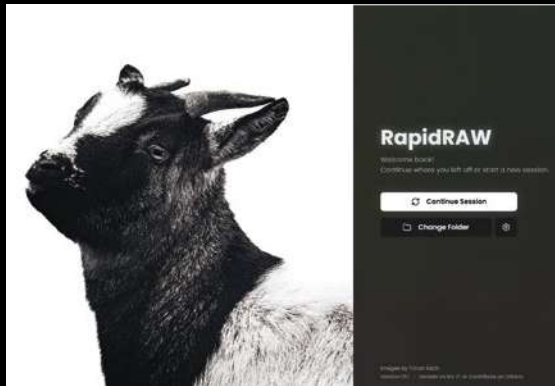 RapidRAW
Welcome back!
Continue where you left off or start a new session.
Continue Session
Change Folder
Images by Timon Käch